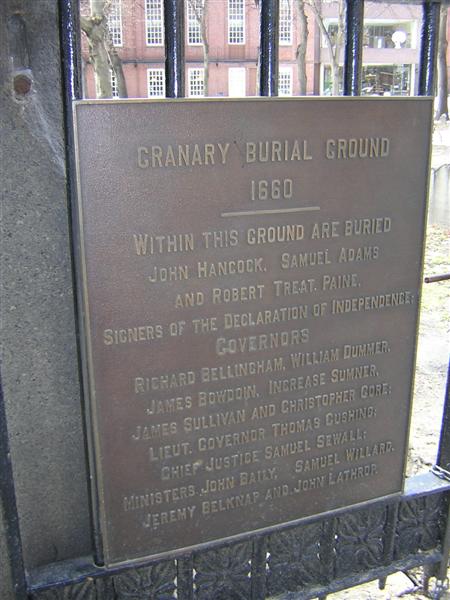 GRANARY BURIAL GROUND
1660
WITHIN THIS GROUND ARE BURIED
JOHN HANCOCK, SAMUEL ADAMS
AND ROBERT TREAT PAINE,
SIGNERS OF THE DECLARATION OF INDEPENDENCE;
GOVERNORS
RICHARD BELLINGHAM, WILLIAM DUMMER,
JAMES BOWDOIN, INCREASE SUMNER,
JAMES SULLIVAN AND CHRISTOPHER GORE;
LIEUT. GOVERNOR THOMAS CUSHING;
CHIEF JUSTICE SAMUEL SEWALL;
MINISTERS JOHN BAILY, SAMUEL WILLARD,
JEREMY BELKNAP AND JOHN LATHROP.